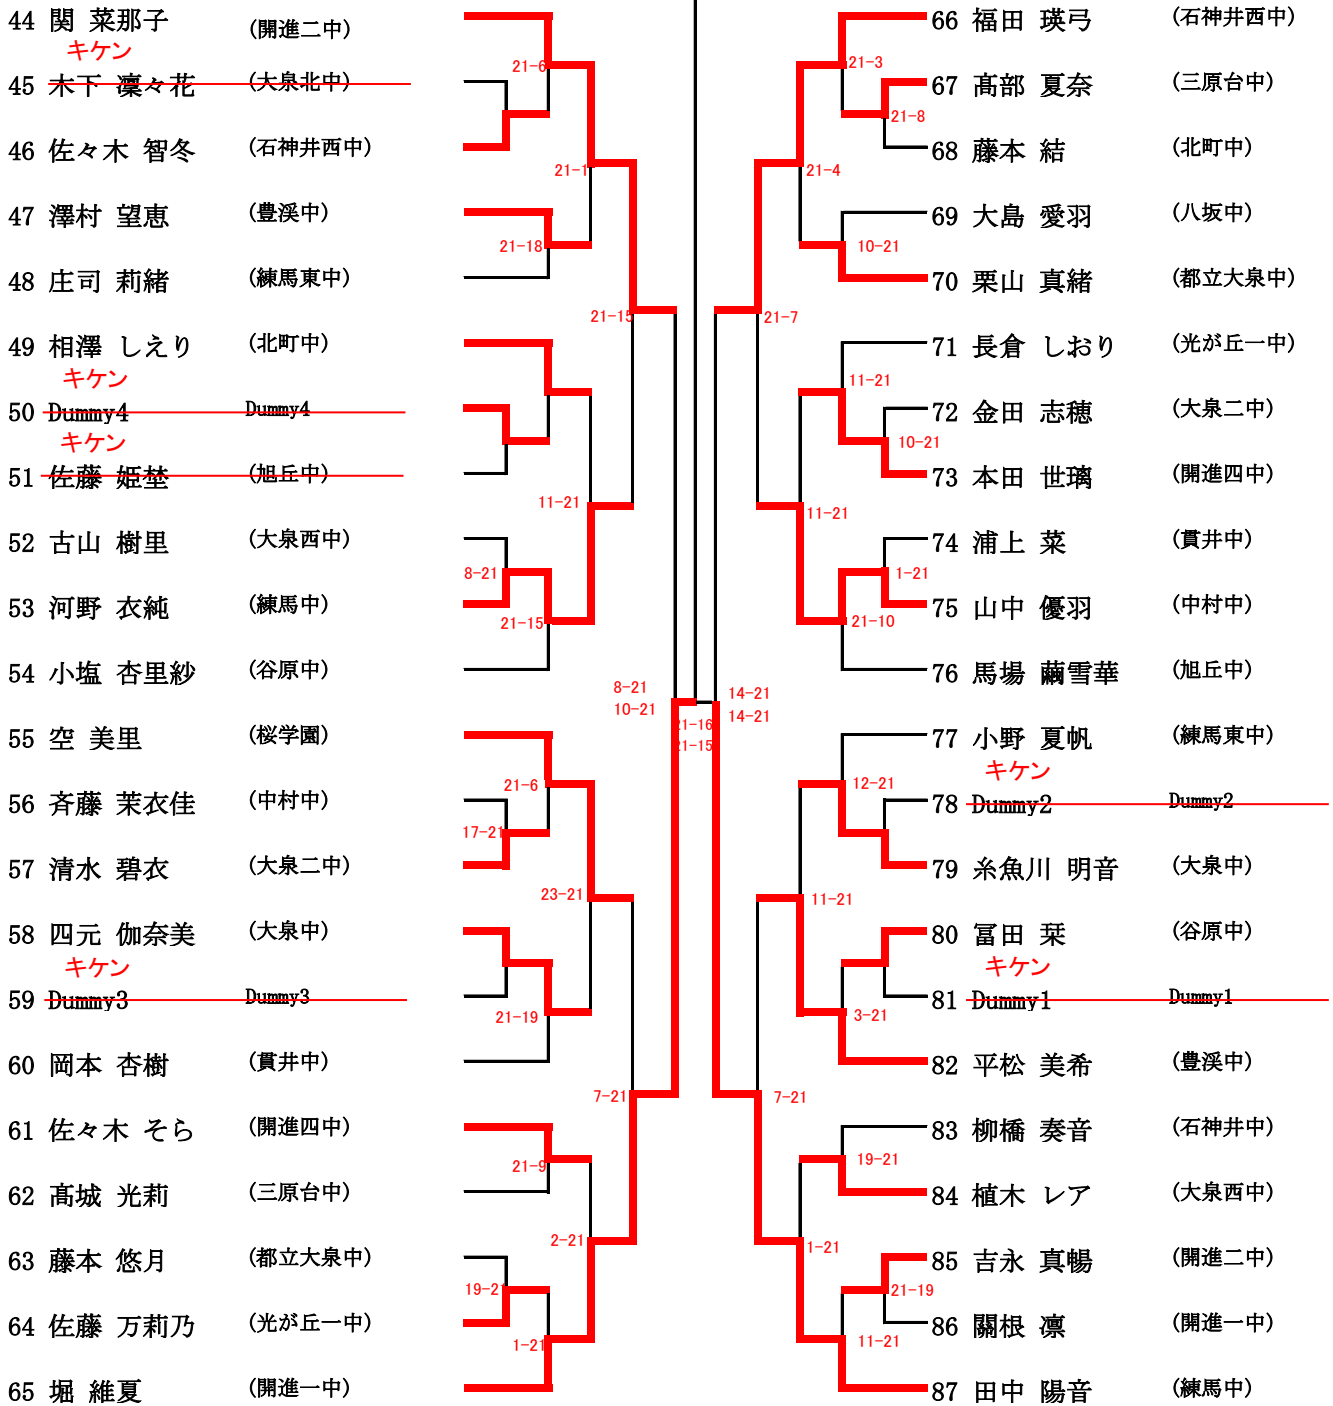 44 関 菜那子 (開進二中)
キケン
45 木下 凜々花 (大泉北中)
46 佐々木 智冬 (石神井西中)
47 澤村 望恵 (豊渓中)
48 庄司 莉緒 (練馬東中)
49 相澤 しえり (北町中)
キケン
50 Dummy4 Dummy4
キケン
51 佐藤 姫埜 (旭丘中)
52 古山 樹里 (大泉西中)
53 河野 衣純 (練馬中)
54 小塩 杏里紗 (谷原中)
55 空 美里 (桜学園)
56 斉藤 茉衣佳 (中村中)
57 清水 碧衣 (大泉二中)
58 四元 伽奈美 (大泉中)
キケン
59 Dummy3 Dummy3
60 岡本 杏樹 (貫井中)
61 佐々木 そら (開進四中)
62 髙城 光莉 (三原台中)
63 藤本 悠月 (都立大泉中)
64 佐藤 万莉乃 (光が丘一中)
65 堀 維夏 (開進一中)
21-6
21-1
21-18
21-15
11-21
8-21
21-15
21-6
17-21
23-21
21-19
7-21
21-9
2-21
19-21
1-21
8-21
10-21
21-16
21-15
14-21
14-21
21-3
21-8
21-4
10-21
21-7
11-21
10-21
11-21
1-21
21-10
12-21
11-21
3-21
7-21
19-21
1-21
21-19
11-21
66 福田 瑛弓 (石神井西中)
67 髙部 夏奈 (三原台中)
68 藤本 結 (北町中)
69 大島 愛羽 (八坂中)
70 栗山 真緒 (都立大泉中)
71 長倉 しおり (光が丘一中)
72 金田 志穂 (大泉二中)
73 本田 世璃 (開進四中)
74 浦上 菜 (貫井中)
75 山中 優羽 (中村中)
76 馬場 繭雪華 (旭丘中)
77 小野 夏帆 (練馬東中)
キケン
78 Dummy2 Dummy2
79 糸魚川 明音 (大泉中)
80 冨田 栞 (谷原中)
キケン
81 Dummy1 Dummy1
82 平松 美希 (豊渓中)
83 柳橋 奏音 (石神井中)
84 植木 レア (大泉西中)
85 吉永 真暢 (開進二中)
86 關根 凛 (開進一中)
87 田中 陽音 (練馬中)